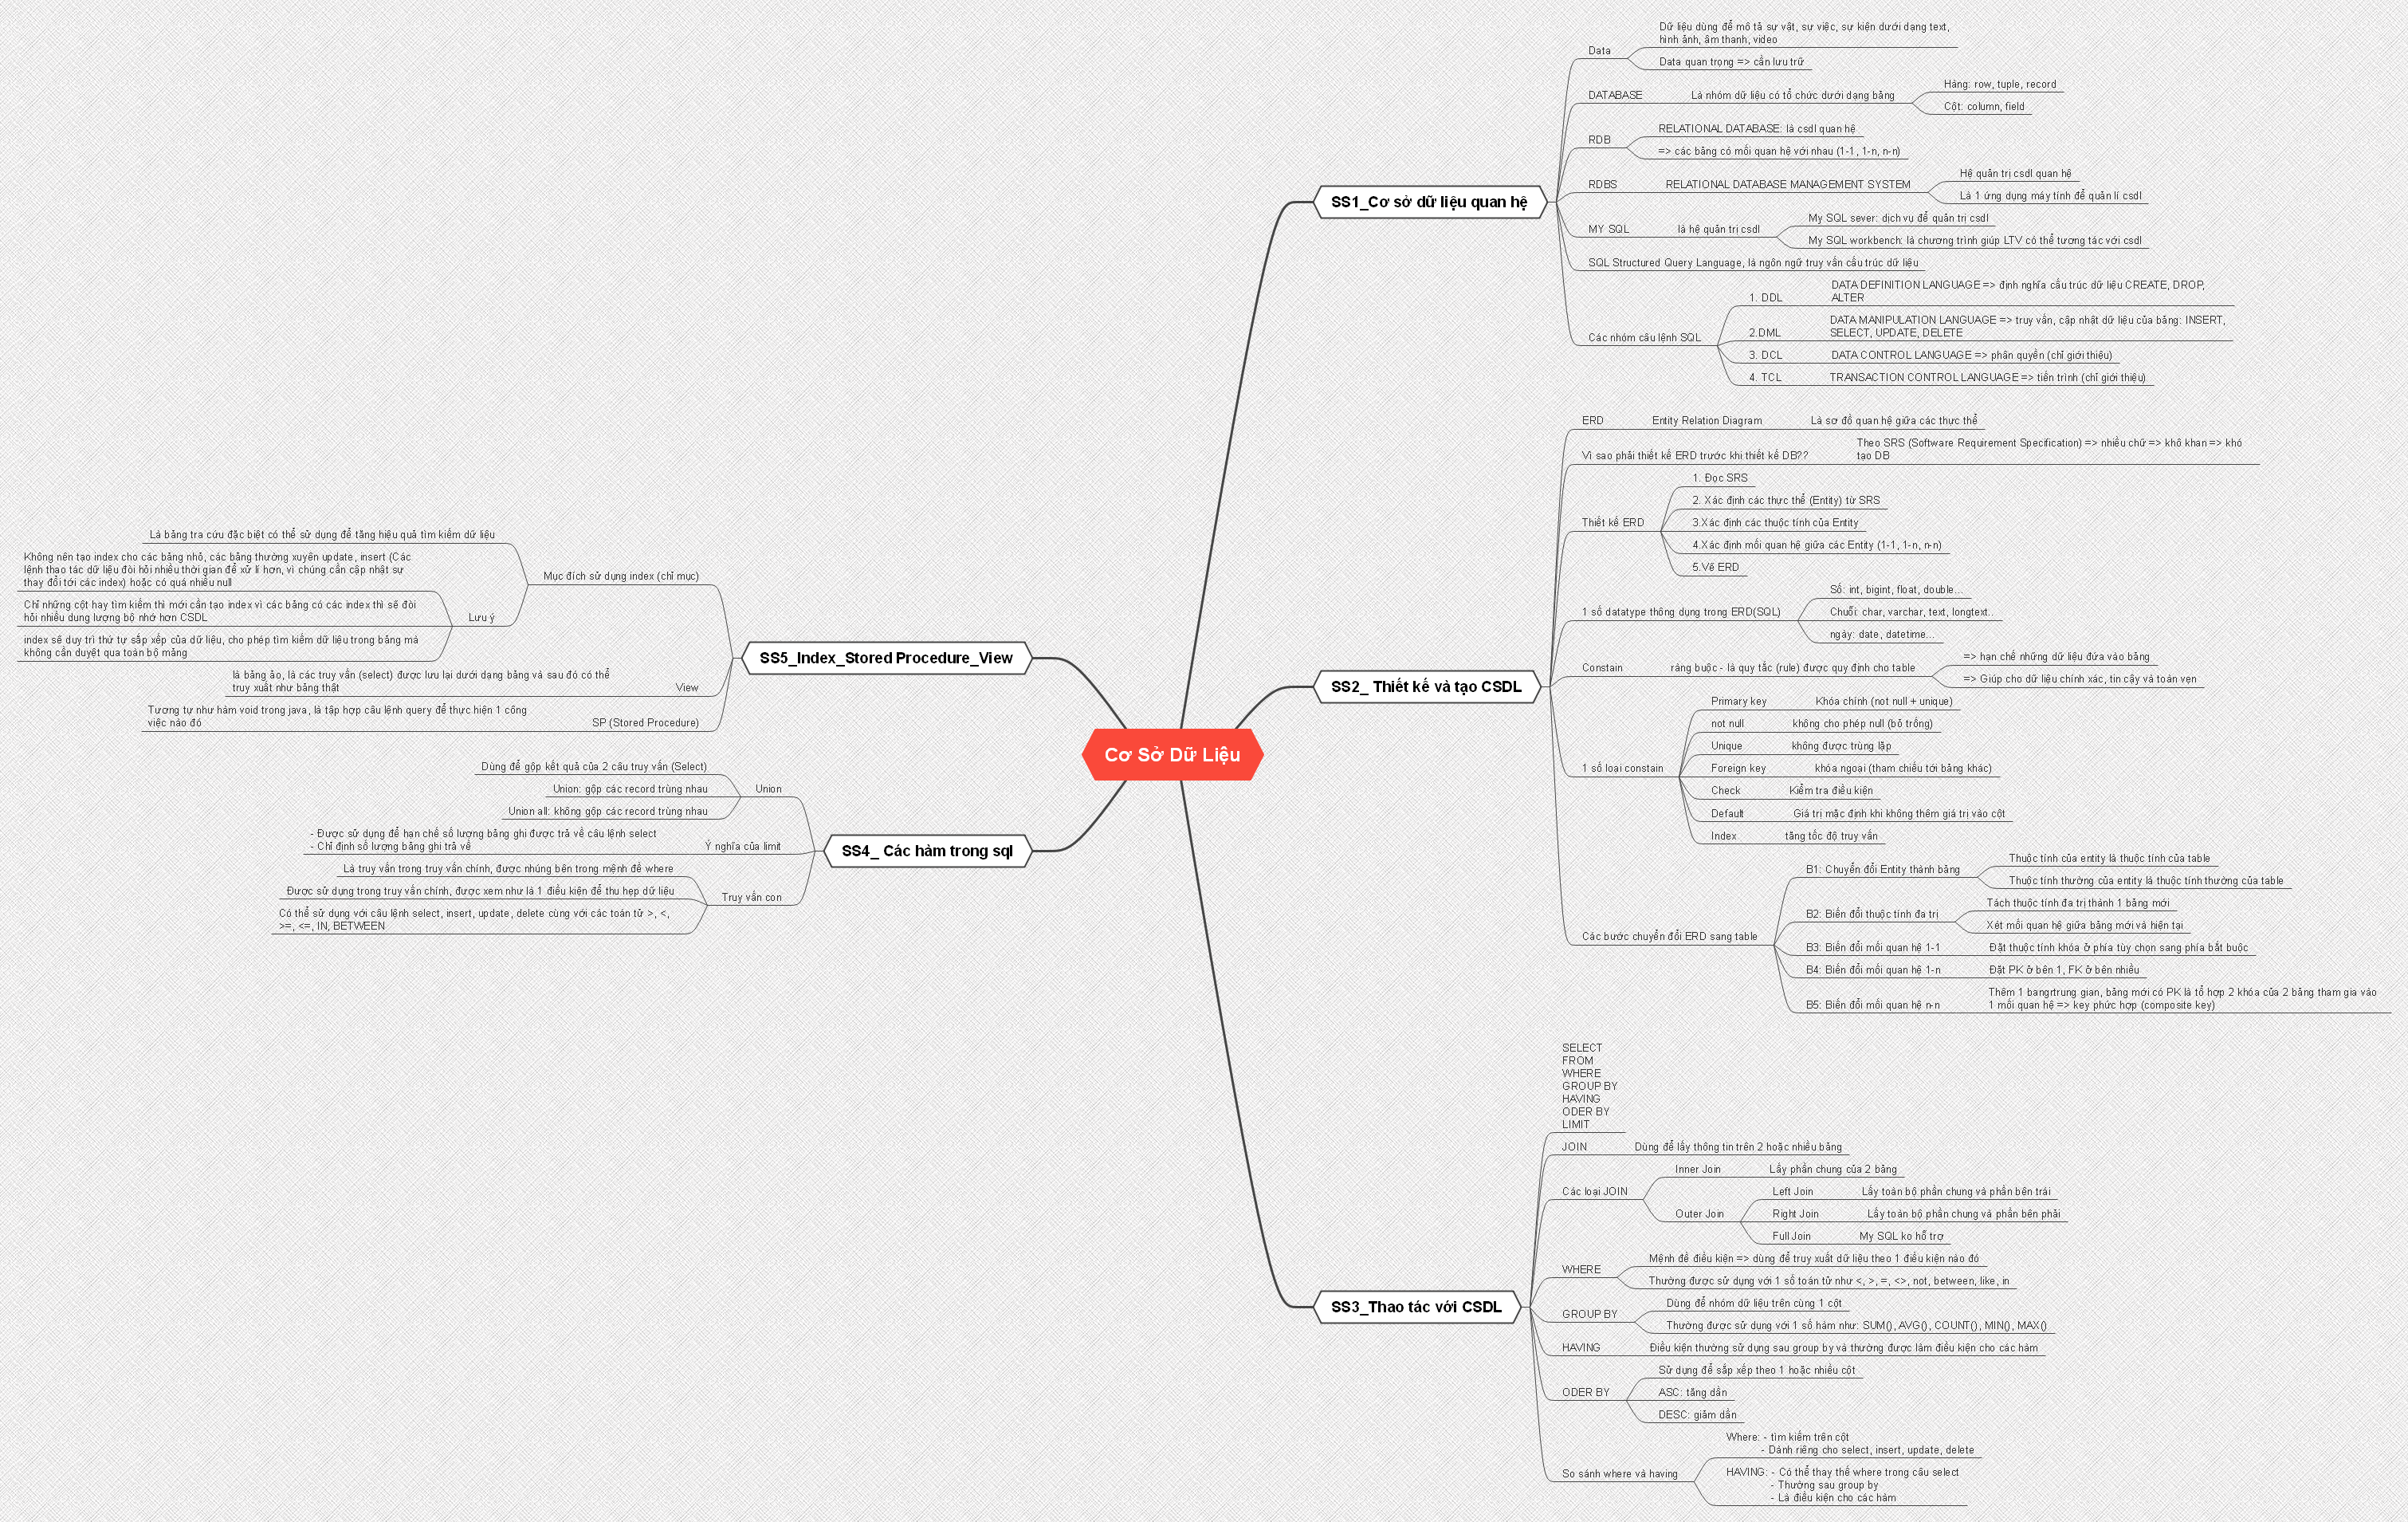 Cơ Sở Dữ Liệu
SS1_Cơ sở dữ liệu quan hệ
Data
Dữ liệu dùng để mô tả sự vật, sự việc, sự kiện dưới dạng text,
hình ảnh, âm thanh, video
Data quan trọng => cần lưu trữ
DATABASE
Là nhóm dữ liệu có tổ chức dưới dạng bảng
Hàng: row, tuple, record
Cột: column, field
RDB
RELATIONAL DATABASE: là csdl quan hệ
=> các bảng có mối quan hệ với nhau (1-1, 1-n, n-n)
RDBS
RELATIONAL DATABASE MANAGEMENT SYSTEM
Hệ quản trị csdl quan hệ
Là 1 ứng dụng máy tính để quản lí csdl
MY SQL
là hệ quản trị csdl
My SQL sever: dịch vụ để quản trị csdl
My SQL workbench: là chương trình giúp LTV có thể tương tác với csdl
SQL Structured Query Language, là ngôn ngữ truy vấn cấu trúc dữ liệu
Các nhóm câu lệnh SQL
1. DDL
DATA DEFINITION LANGUAGE => định nghĩa cấu trúc dữ liệu CREATE, DROP,
ALTER
2.DML
DATA MANIPULATION LANGUAGE => truy vấn, cập nhật dữ liệu của bảng: INSERT,
SELECT, UPDATE, DELETE
3. DCL
DATA CONTROL LANGUAGE => phân quyền (chỉ giới thiệu)
4. TCL
TRANSACTION CONTROL LANGUAGE => tiến trình (chỉ giới thiệu)
SS2_ Thiết kế và tạo CSDL
ERD
Entity Relation Diagram
Là sơ đồ quan hệ giữa các thực thể
Vì sao phải thiết kế ERD trước khi thiết kế DB??
Theo SRS (Software Requirement Specification) => nhiều chữ => khô khan => khó
tạo DB
Thiết kế ERD
1. Đọc SRS
2. Xác định các thực thể (Entity) từ SRS
3.Xác định các thuộc tính của Entity
4.Xác định mối quan hệ giữa các Entity (1-1, 1-n, n-n)
5.Vẽ ERD
1 số datatype thông dụng trong ERD(SQL)
Số: int, bigint, float, double...
Chuỗi: char, varchar, text, longtext..
ngày: date, datetime...
Constain
ràng buộc - là quy tắc (rule) được quy định cho table
=> hạn chế những dữ liệu đưa vào bảng
=> Giúp cho dữ liệu chính xác, tin cậy và toàn vẹn
1 số loại constain
Primary key
Khóa chính (not null + unique)
not null
không cho phép null (bỏ trống)
Unique
không được trùng lặp
Foreign key
khóa ngoại (tham chiếu tới bảng khác)
Check
Kiểm tra điều kiện
Default
Giá trị mặc định khi không thêm giá trị vào cột
Index
tăng tốc độ truy vấn
Các bước chuyển đổi ERD sang table
B1: Chuyển đổi Entity thành bảng
Thuộc tính của entity là thuộc tính của table
Thuộc tính thường của entity là thuộc tính thường của table
B2: Biến đổi thuộc tính đa trị
Tách thuộc tính đa trị thành 1 bảng mới
Xét mối quan hệ giữa bảng mới và hiện tại
B3: Biến đổi mối quan hệ 1-1
Đặt thuộc tính khóa ở phía tùy chọn sang phía bắt buộc
B4: Biến đổi mối quan hệ 1-n
Đặt PK ở bên 1, FK ở bên nhiều
B5: Biến đổi mối quan hệ n-n
Thêm 1 bangrtrung gian, bảng mới có PK là tổ hợp 2 khóa của 2 bảng tham gia vào
1 mối quan hệ => key phức hợp (composite key)
SS3_Thao tác với CSDL
SELECT
FROM
WHERE
GROUP BY
HAVING
ODER BY
LIMIT
JOIN
Dùng để lấy thông tin trên 2 hoặc nhiều bảng
Các loại JOIN
Inner Join
Lấy phần chung của 2 bảng
Outer Join
Left Join
Lấy toàn bộ phần chung và phần bên trái
Right Join
Lấy toàn bộ phần chung và phần bên phải
Full Join
My SQL ko hỗ trợ
WHERE
Mệnh đề điều kiện => dùng để truy xuất dữ liệu theo 1 điều kiện nào đó
Thường được sử dụng với 1 số toán tử như <, >, =, <>, not, between, like, in
GROUP BY
Dùng để nhóm dữ liệu trên cùng 1 cột
Thường được sử dụng với 1 số hàm như: SUM(), AVG(), COUNT(), MIN(), MAX()
HAVING
Điều kiện thường sử dụng sau group by và thường được làm điều kiện cho các hàm
ODER BY
Sử dụng để sắp xếp theo 1 hoặc nhiều cột
ASC: tăng dần
DESC: giảm dần
So sánh where và having
Where: - tìm kiếm trên cột
- Dành riêng cho select, insert, update, delete
HAVING: - Có thể thay thế where trong câu select
- Thường sau group by
- Là điều kiện cho các hàm
SS5_Index_Stored Procedure_View
Mục đích sử dụng index (chỉ mục)
Là bảng tra cứu đặc biệt có thể sử dụng để tăng hiệu quả tìm kiếm dữ liệu
Lưu ý
Không nên tạo index cho các bảng nhỏ, các bảng thường xuyên update, insert (Các
lệnh thao tác dữ liệu đòi hỏi nhiều thời gian để xử lí hơn, vì chúng cần cập nhật sự
thay đổi tới các index) hoặc có quá nhiều null
Chỉ những cột hay tìm kiếm thì mới cần tạo index vì các bảng có các index thì sẽ đòi
hỏi nhiều dung lượng bộ nhớ hơn CSDL
index sẽ duy trì thứ tự sắp xếp của dữ liệu, cho phép tìm kiếm dữ liệu trong bảng mà
không cần duyệt qua toàn bộ mảng
View
là bảng ảo, là các truy vấn (select) được lưu lại dưới dạng bảng và sau đó có thể
truy xuất như bảng thật
SP (Stored Procedure)
Tương tự như hàm void trong java, là tập hợp câu lệnh query để thực hiện 1 công
việc nào đó
SS4_ Các hàm trong sql
Union
Dùng để gộp kết quả của 2 câu truy vấn (Select)
Union: gộp các record trùng nhau
Union all: không gộp các record trùng nhau
Ý nghĩa của limit
- Được sử dụng để hạn chế số lượng bảng ghi được trả về câu lệnh select
- Chỉ định số lượng bảng ghi trả về
Truy vấn con
Là truy vấn trong truy vấn chính, được nhúng bên trong mệnh đề where
Được sử dụng trong truy vấn chính, được xem như là 1 điều kiện để thu hẹp dữ liệu
Có thể sử dụng với câu lệnh select, insert, update, delete cùng với các toán tử >, <,
>=, <=, IN, BETWEEN